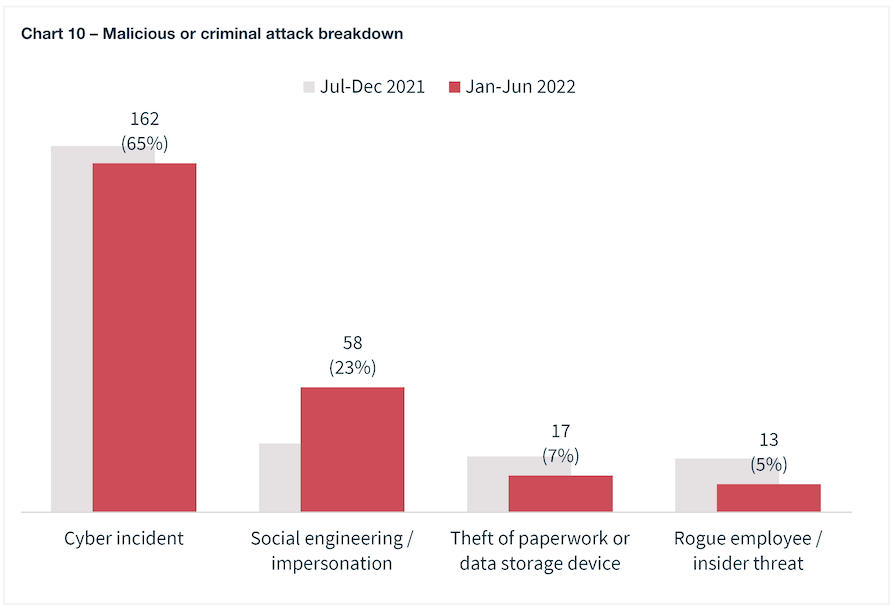 Chart 10 – Malicious or criminal attack breakdown
Jul-Dec 2021 Jan-Jun 2022
162
(65%)
58
(23%)
17
(7%)
13
(5%)
Cyber incident
Social engineering /
impersonation
Theft of paperwork or
data storage device
Rogue employee /
insider threat